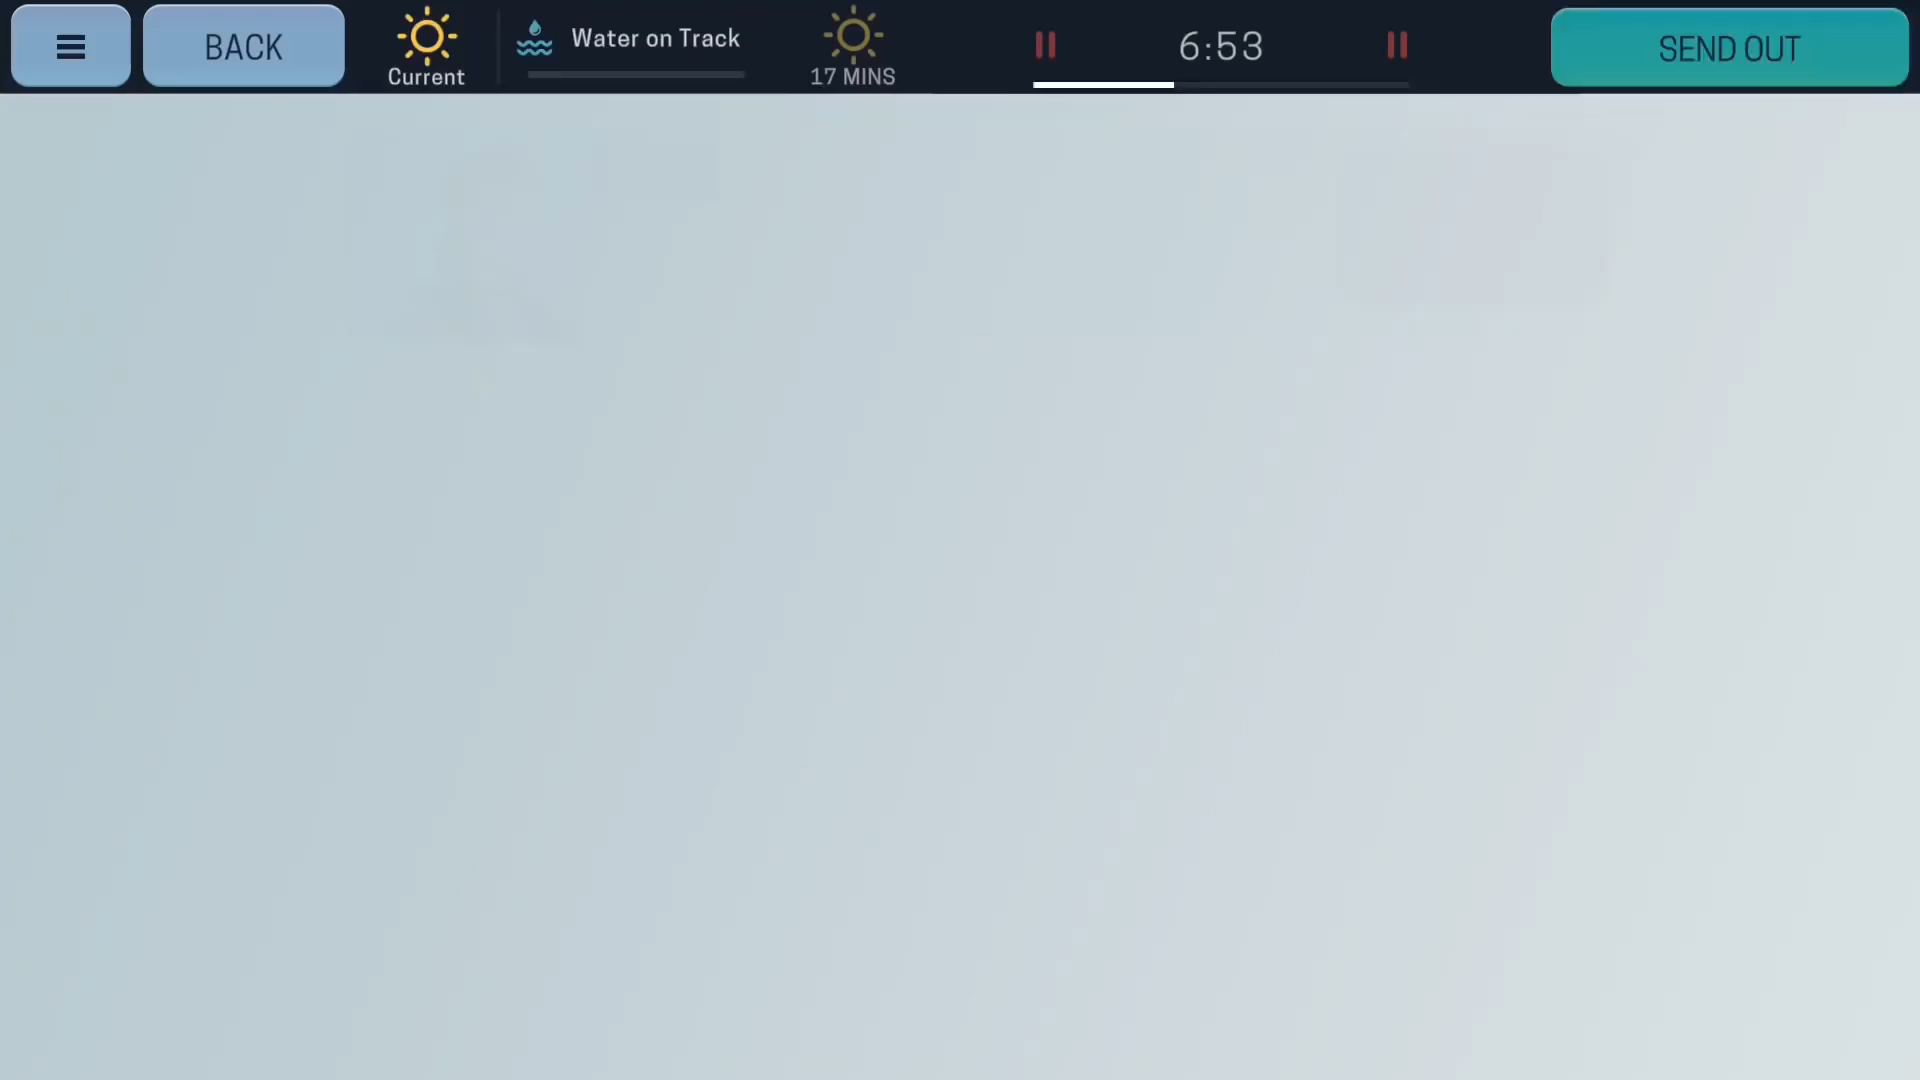 BACK
Current
Water on Track
17 MINS
6:53
SEND OUT